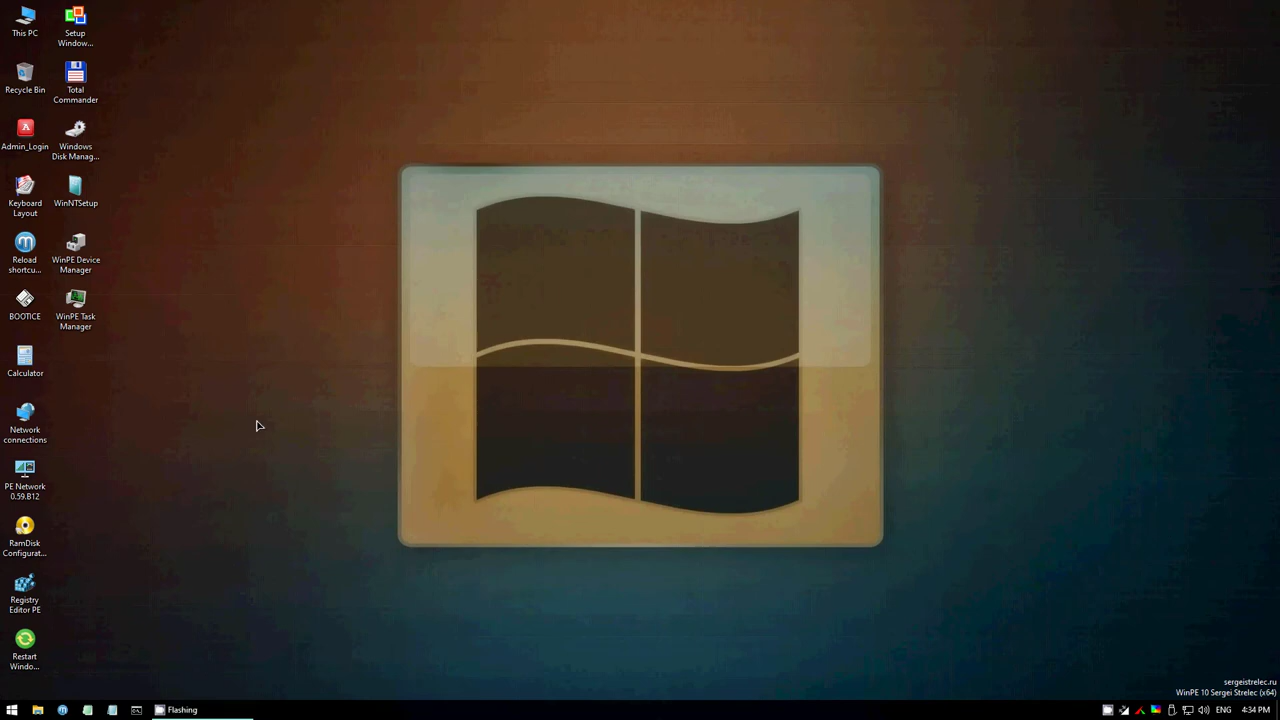 This PC
Setup
Window...
Recycle Bin
Total
Commander
Admin_Login
Windows
Disk Manag...
Keyboard
Layout
WinNTSetup
Reload
shortcu...
WinPE Device
Manager
BOOTICE
WinPE Task
Manager
Calculator
Network
connections
PE Network
0.59.B12
RamDisk
Configurat...
Registry
Editor PE
Restart
Windo...
sergeistrelec.ru
WinPE 10 Sergei Strelec (x64)
Flashing
ENG
4:34 PM